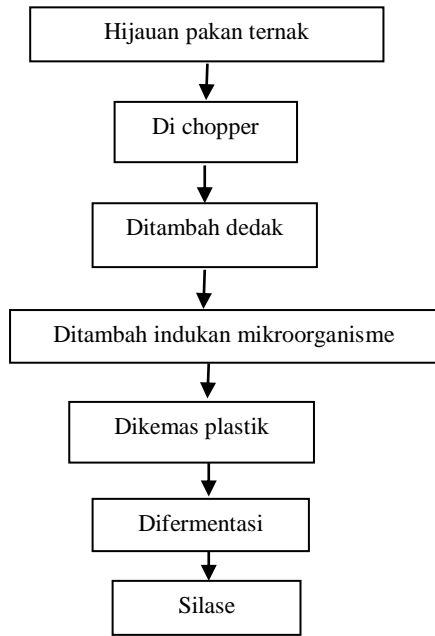 Hijauan pakan ternak
Di chopper
Ditambah dedak
Ditambah indukan mikroorganisme
Dikemas plastik
Difermentasi
Silase